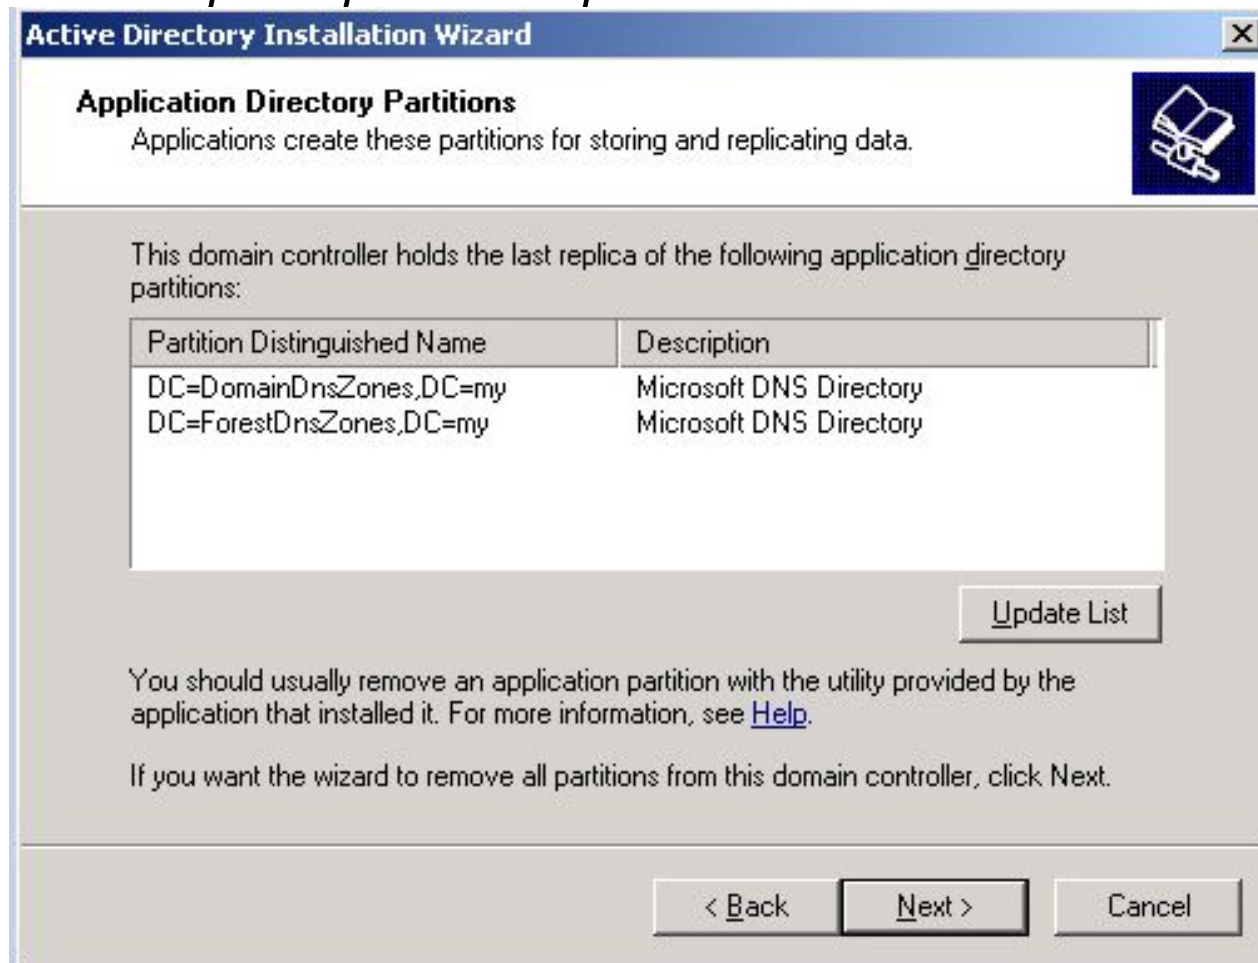 Active Directory Installation Wizard
Application Directory Partitions
Applications create these partitions for storing and replicating data.
This domain controller holds the last replica of the following application directory
partitions:
Partition Distinguished Name Description
DC=DomainDnsZones,DC=my Microsoft DNS Directory
DC=ForestDnsZones,DC=my Microsoft DNS Directory
Update List
You should usually remove an application partition with the utility provided by the
application that installed it. For more information, see Help.
If you want the wizard to remove all partitions from this domain controller, click Next.
< Back Next > Cancel